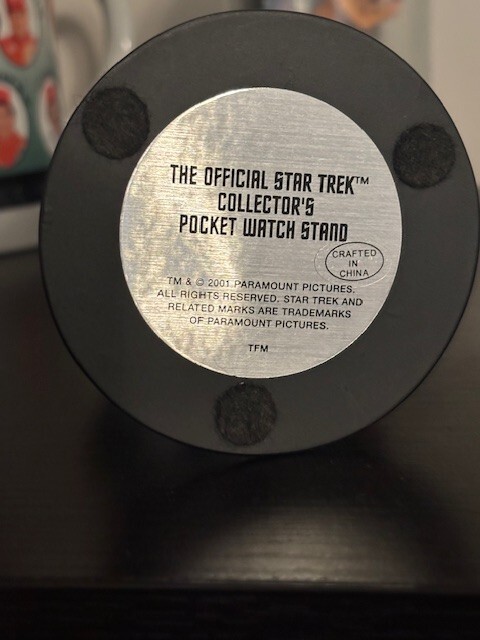 THE OFFICIAL STAR TREK™
COLLECTOR'S
POCKET WATCH STAND
CRAFTED
IN
CHINA
TM & © 2001 PARAMOUNT PICTURES.
ALL RIGHTS RESERVED. STAR TREK AND
RELATED MARKS ARE TRADEMARKS
OF PARAMOUNT PICTURES.
TFM